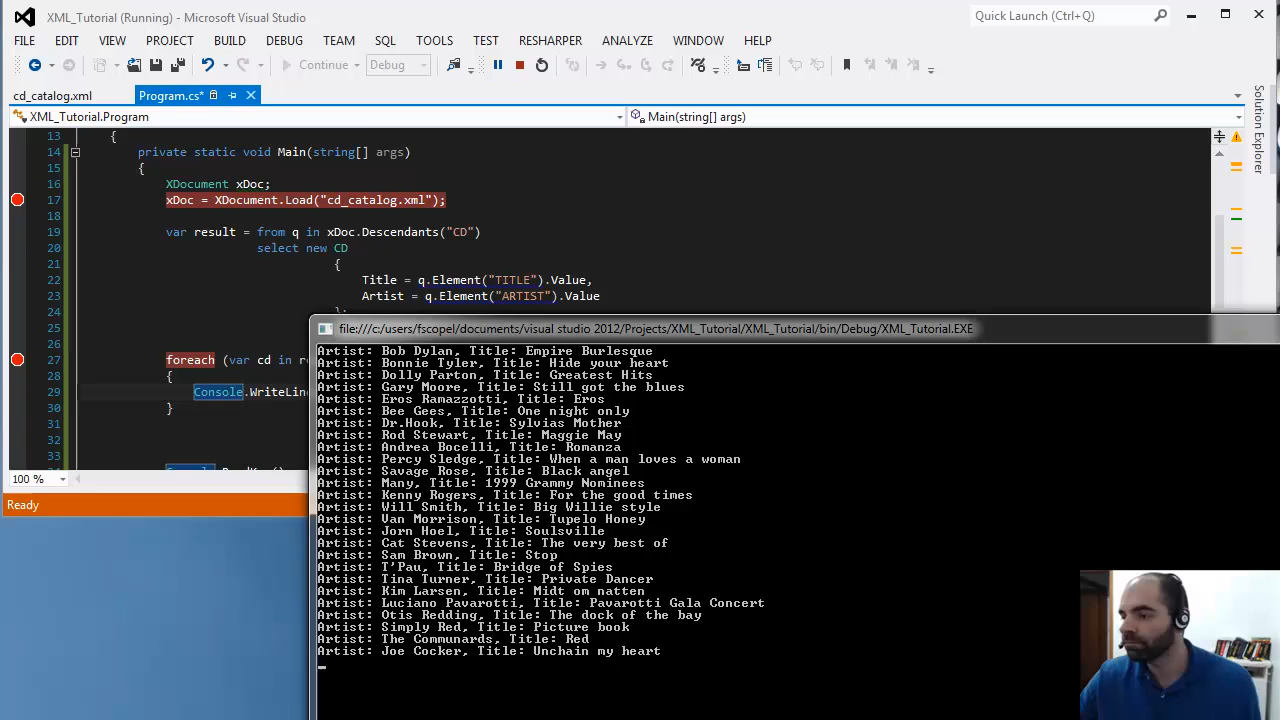 XML_Tutorial (Running) - Microsoft Visual Studio
Quick Launch (Ctrl+Q)
FILE EDIT VIEW PROJECT BUILD DEBUG TEAM SQL TOOLS TEST RESHARPER ANALYZE WINDOW HELP
Continue Debug
cd_catalog.xml Program.cs*
XML_Tutorial.Program Main(string[] args)
13 {
14 private static void Main(string[] args)
15 {
16 XDocument xDoc;
17 xDoc = XDocument.Load("cd_catalog.xml");
18
19 var result = from q in xDoc.Descendants("CD")
20 select new CD
21 {
22 Title = q.Element("TITLE").Value,
23 Artist = q.Element("ARTIST").Value
24 };
25
26
27 foreach (var cd in re
28 {
29 Console.WriteLin
30 }
31
32
33
100 %
Ready
Solution Explorer
file:///c:/users/fscopel/documents/visual studio 2012/Projects/XML_Tutorial/XML_Tutorial/bin/Debug/XML_Tutorial.EXE
Artist: Bob Dylan, Title: Empire Burlesque
Artist: Bonnie Tyler, Title: Hide your heart
Artist: Dolly Parton, Title: Greatest Hits
Artist: Gary Moore, Title: Still got the blues
Artist: Eros Ramazzotti, Title: Eros
Artist: Bee Gees, Title: One night only
Artist: Dr.Hook, Title: Sylvias Mother
Artist: Rod Stewart, Title: Maggie May
Artist: Andrea Bocelli, Title: Romanza
Artist: Percy Sledge, Title: When a man loves a woman
Artist: Savage Rose, Title: Black angel
Artist: Many, Title: 1999 Grammy Nominees
Artist: Kenny Rogers, Title: For the good times
Artist: Will Smith, Title: Big Willie style
Artist: Van Morrison, Title: Tupelo Honey
Artist: Jorn Hoel, Title: Soulsville
Artist: Cat Stevens, Title: The very best of
Artist: Sam Brown, Title: Stop
Artist: T'Pau, Title: Bridge of Spies
Artist: Tina Turner, Title: Private Dancer
Artist: Kim Larsen, Title: Midt om natten
Artist: Luciano Pavarotti, Title: Pavarotti Gala Concert
Artist: Otis Redding, Title: The dock of the bay
Artist: Simply Red, Title: Picture book
Artist: The Communards, Title: Red
Artist: Joe Cocker, Title: Unchain my heart